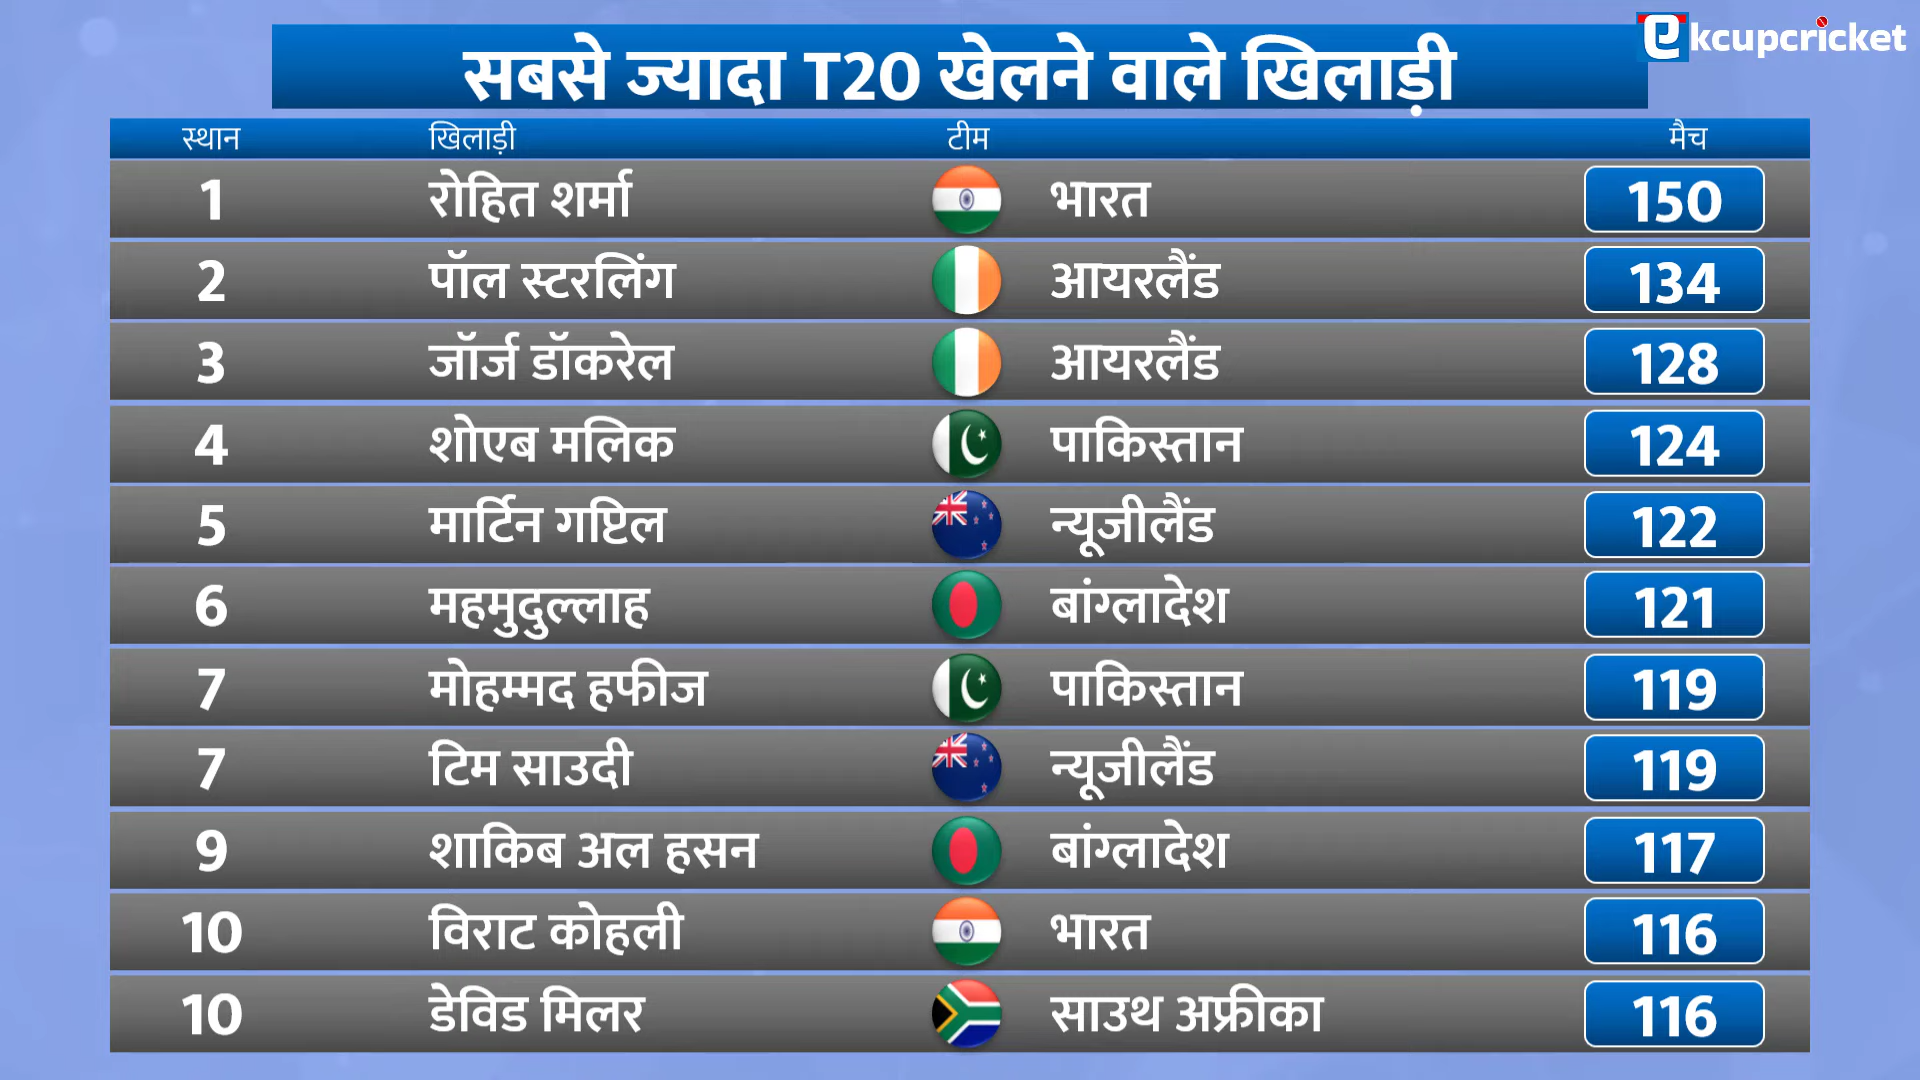 ekcupcricket
सबसे ज्यादा T20 खेलने वाले खिलाड़ी
स्थान खिलाड़ी टीम मैच
1 रोहित शर्मा भारत 150
2 पॉल स्टरलिंग आयरलैंड 134
3 जॉर्ज डॉकरेल आयरलैंड 128
4 शोएब मलिक पाकिस्तान 124
5 मार्टिन गप्टिल न्यूजीलैंड 122
6 महमुदुल्लाह बांग्लादेश 121
7 मोहम्मद हफीज पाकिस्तान 119
7 टिम साउदी न्यूजीलैंड 119
9 शाकिब अल हसन बांग्लादेश 117
10 विराट कोहली भारत 116
10 डेविड मिलर साउथ अफ्रीका 116